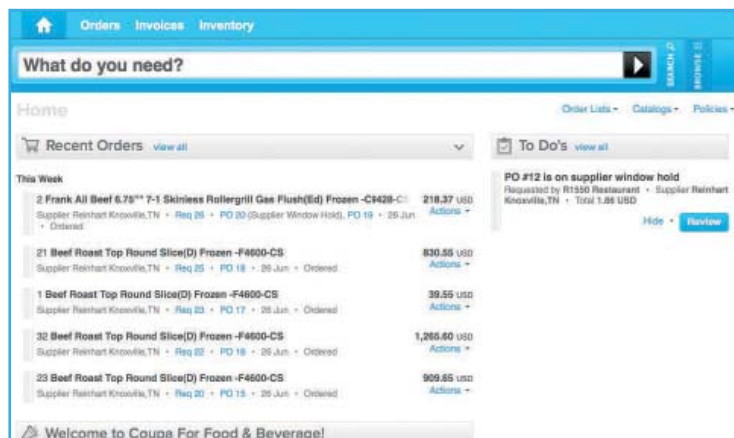 Orders Invoices Inventory
What do you need?
SEARCH
BROWSE
Home
Order Lists Catalogs Policies
Recent Orders view all
This Week
2 Frank All Beef 6.75"" 7-1 Skinless Rollergrill Gas Flush(Ed) Frozen -C9428-CS 218.37 USD
Supplier Reinhart Knoxville,TN • Req 26 • PO 20 (Supplier Window Hold), PO 19 • 26 Jun Actions
• Ordered
21 Beef Roast Top Round Slice(D) Frozen -F4600-CS 830.55 USD
Supplier Reinhart Knoxville,TN • Req 25 • PO 18 • 26 Jun • Ordered Actions
1 Beef Roast Top Round Slice(D) Frozen -F4600-CS 39.55 USD
Supplier Reinhart Knoxville,TN • Req 23 • PO 17 • 26 Jun • Ordered Actions
32 Beef Roast Top Round Slice(D) Frozen -F4600-CS 1,265.60 USD
Supplier Reinhart Knoxville,TN • Req 22 • PO 16 • 26 Jun • Ordered Actions
23 Beef Roast Top Round Slice(D) Frozen -F4600-CS 909.65 USD
Supplier Reinhart Knoxville,TN • Req 20 • PO 15 • 26 Jun • Ordered Actions
Welcome to Coupa For Food & Beverage!
To Do's view all
PO #12 is on supplier window hold
Requested by R1550 Restaurant • Supplier Reinhart
Knoxville,TN • Total 1.86 USD
Hide • Review